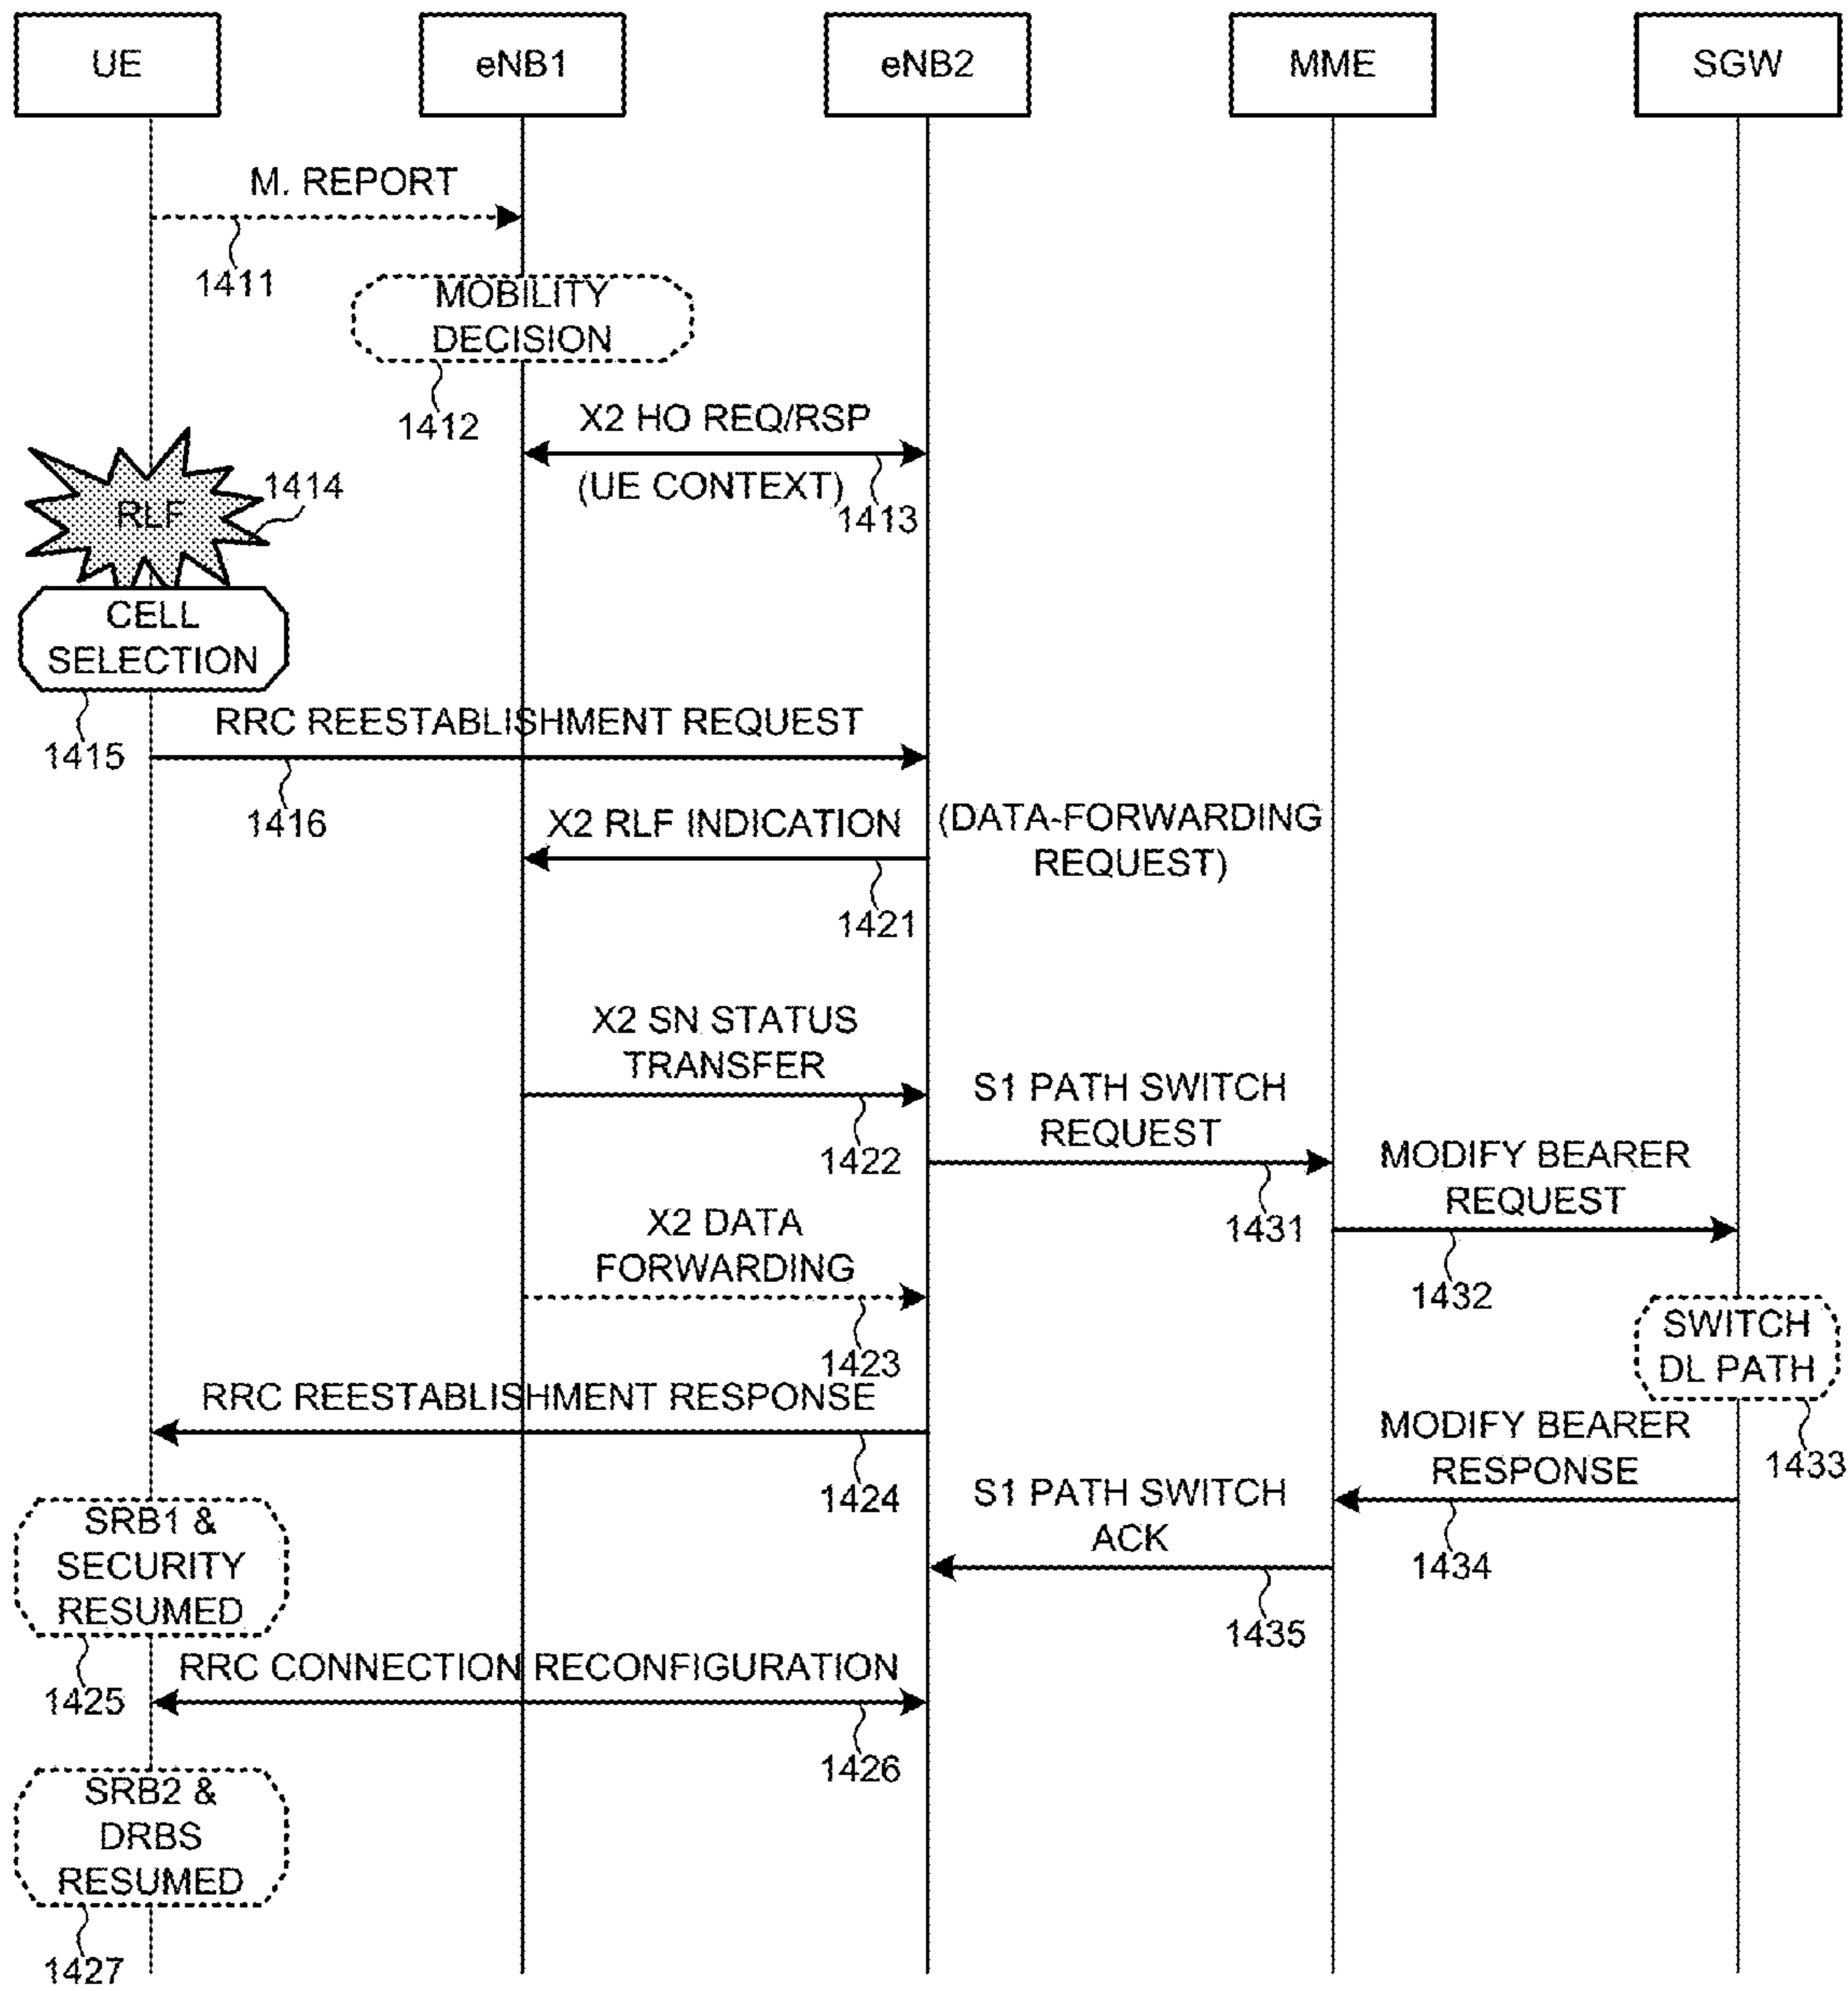 UE
eNB1
eNB2
MME
SGW
M. REPORT
1411
MOBILITY
DECISION
1412
X2 HO REQ/RSP
(UE CONTEXT)
1413
RLF
1414
CELL
SELECTION
1415
RRC REESTABLISHMENT REQUEST
1416
X2 RLF INDICATION
(DATA-FORWARDING
REQUEST)
1421
X2 SN STATUS
TRANSFER
1422
S1 PATH SWITCH
REQUEST
1431
MODIFY BEARER
REQUEST
1432
X2 DATA
FORWARDING
1423
SWITCH
DL PATH
1433
RRC REESTABLISHMENT RESPONSE
1424
MODIFY BEARER
RESPONSE
1434
S1 PATH SWITCH
ACK
1435
SRB1 &
SECURITY
RESUMED
1425
RRC CONNECTION RECONFIGURATION
1426
SRB2 &
DRBS
RESUMED
1427